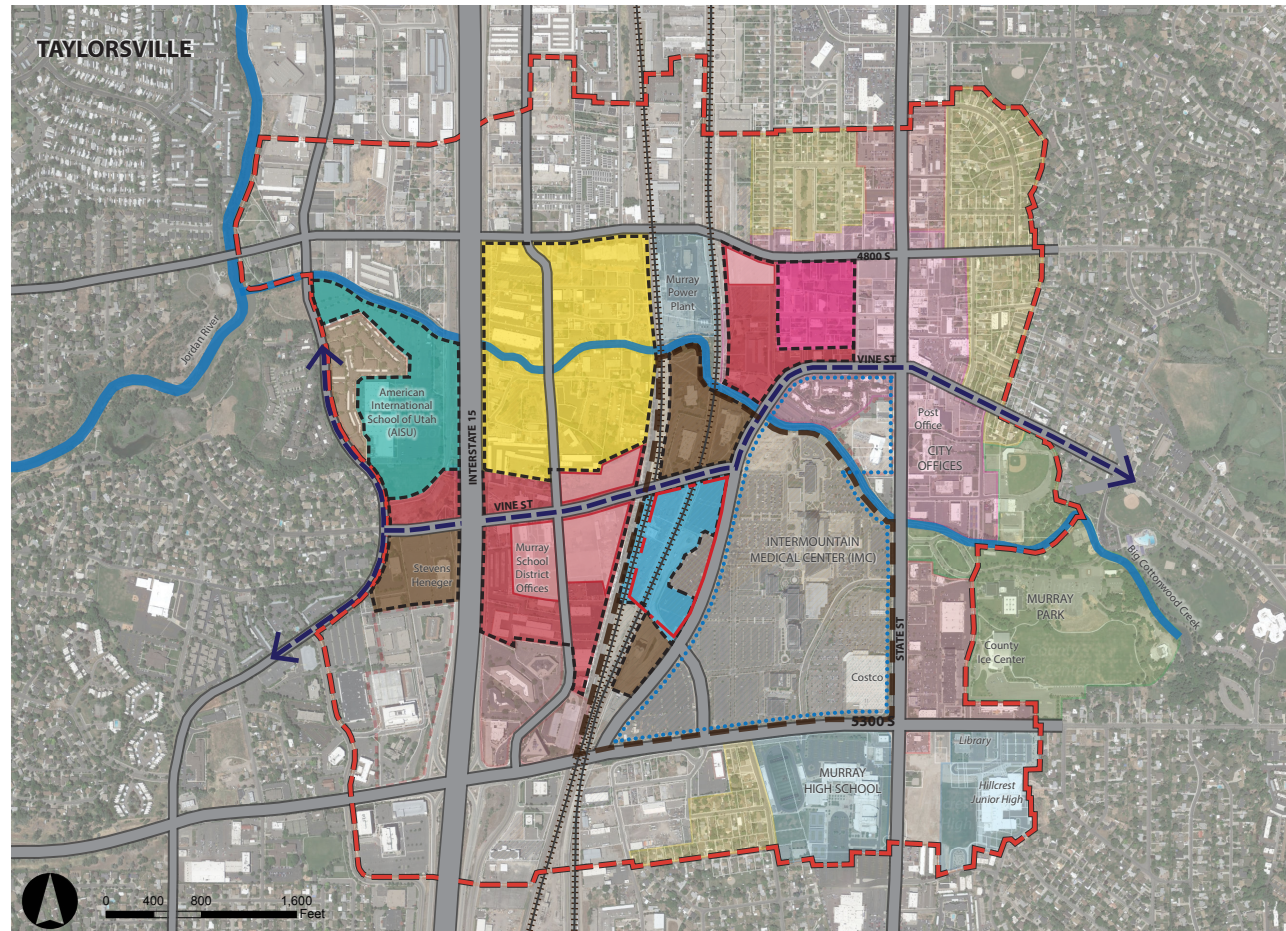 TAYLORSVILLE
4800 S
Murray
Power
Plant
Jordan River
VINE ST
American
International
School of Utah
(AISU)
INTERSTATE 15
Post
Office
CITY
OFFICES
VINE ST
INTERMOUNTAIN
MEDICAL CENTER (IMC)
Murray
School
District
Offices
Stevens
Heneger
Big Cottonwood Creek
MURRAY
PARK
County
Ice Center
STATE ST
Costco
5300 S
Library
MURRAY
HIGH SCHOOL
Hillcrest
Junior High
0 400 800 1,600
Feet